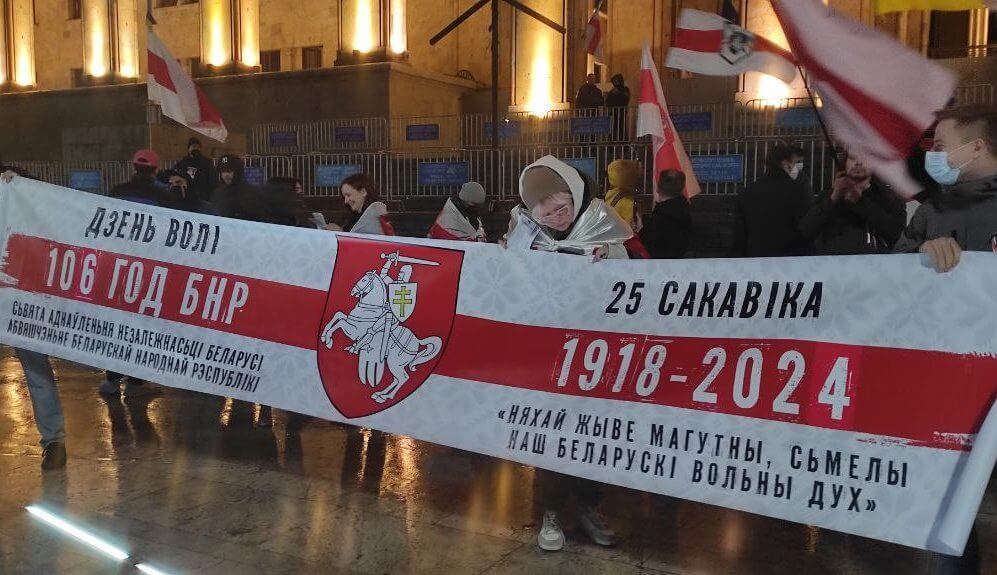 ДЗЕНЬ ВОЛІ
106 ГОД БНР
СЬВЯТА АДНАЎЛЕНЬНЯ НЕЗАЛЕЖНАСЬЦІ БЕЛАРУСІ
АБВЯШЧЭНЬНЕ БЕЛАРУСКАЙ НАРОДНАЙ РЭСПУБЛІКІ
25 САКАВІКА
1918-2024
«НЯХАЙ ЖЫВЕ МАГУТНЫ, СЬМЕЛЫ
НАШ БЕЛАРУСКІ ВОЛЬНЫ ДУХ»